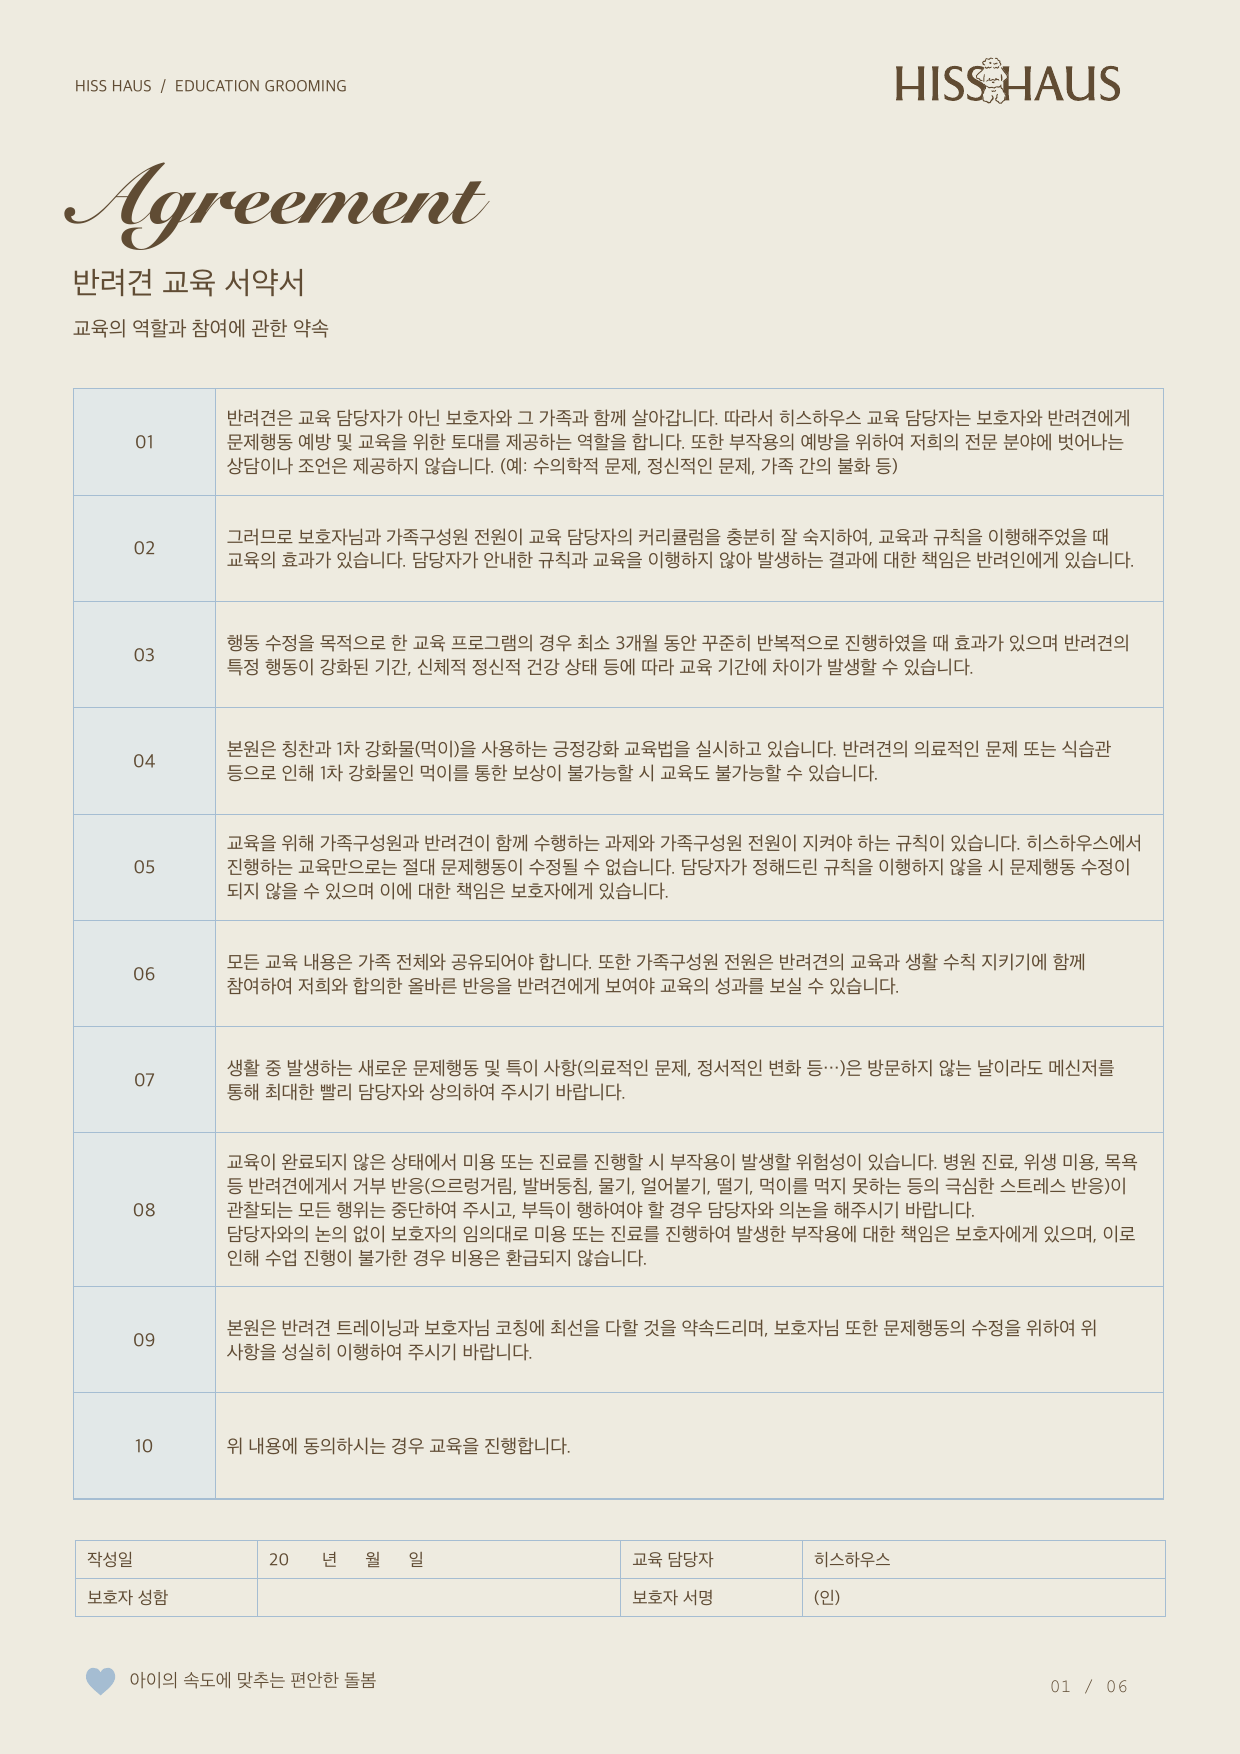 HISS HAUS / EDUCATION GROOMING
HISS HAUS
Agreement
반려견 교육 서약서
교육의 역할과 참여에 관한 약속
01
반려견은 교육 담당자가 아닌 보호자와 그 가족과 함께 살아갑니다. 따라서 히스하우스 교육 담당자는 보호자와 반려견에게
문제행동 예방 및 교육을 위한 토대를 제공하는 역할을 합니다. 또한 부작용의 예방을 위하여 저희의 전문 분야에 벗어나는
상담이나 조언은 제공하지 않습니다. (예: 수의학적 문제, 정신적인 문제, 가족 간의 불화 등)
02
그러므로 보호자님과 가족구성원 전원이 교육 담당자의 커리큘럼을 충분히 잘 숙지하여, 교육과 규칙을 이행해주었을 때
교육의 효과가 있습니다. 담당자가 안내한 규칙과 교육을 이행하지 않아 발생하는 결과에 대한 책임은 반려인에게 있습니다.
03
행동 수정을 목적으로 한 교육 프로그램의 경우 최소 3개월 동안 꾸준히 반복적으로 진행하였을 때 효과가 있으며 반려견의
특정 행동이 강화된 기간, 신체적 정신적 건강 상태 등에 따라 교육 기간에 차이가 발생할 수 있습니다.
04
본원은 칭찬과 1차 강화물(먹이)을 사용하는 긍정강화 교육법을 실시하고 있습니다. 반려견의 의료적인 문제 또는 식습관
등으로 인해 1차 강화물인 먹이를 통한 보상이 불가능할 시 교육도 불가능할 수 있습니다.
05
교육을 위해 가족구성원과 반려견이 함께 수행하는 과제와 가족구성원 전원이 지켜야 하는 규칙이 있습니다. 히스하우스에서
진행하는 교육만으로는 절대 문제행동이 수정될 수 없습니다. 담당자가 정해드린 규칙을 이행하지 않을 시 문제행동 수정이
되지 않을 수 있으며 이에 대한 책임은 보호자에게 있습니다.
06
모든 교육 내용은 가족 전체와 공유되어야 합니다. 또한 가족구성원 전원은 반려견의 교육과 생활 수칙 지키기에 함께
참여하여 저희와 합의한 올바른 반응을 반려견에게 보여야 교육의 성과를 보실 수 있습니다.
07
생활 중 발생하는 새로운 문제행동 및 특이 사항(의료적인 문제, 정서적인 변화 등…)은 방문하지 않는 날이라도 메신저를
통해 최대한 빨리 담당자와 상의하여 주시기 바랍니다.
08
교육이 완료되지 않은 상태에서 미용 또는 진료를 진행할 시 부작용이 발생할 위험성이 있습니다. 병원 진료, 위생 미용, 목욕
등 반려견에게서 거부 반응(으르렁거림, 발버둥침, 물기, 얼어붙기, 떨기, 먹이를 먹지 못하는 등의 극심한 스트레스 반응)이
관찰되는 모든 행위는 중단하여 주시고, 부득이 행하여야 할 경우 담당자와 의논을 해주시기 바랍니다.
담당자와의 논의 없이 보호자의 임의대로 미용 또는 진료를 진행하여 발생한 부작용에 대한 책임은 보호자에게 있으며, 이로
인해 수업 진행이 불가한 경우 비용은 환급되지 않습니다.
09
본원은 반려견 트레이닝과 보호자님 코칭에 최선을 다할 것을 약속드리며, 보호자님 또한 문제행동의 수정을 위하여 위
사항을 성실히 이행하여 주시기 바랍니다.
10
위 내용에 동의하시는 경우 교육을 진행합니다.
작성일 20 년 월 일 교육 담당자 히스하우스
보호자 성함 보호자 서명 (인)
아이의 속도에 맞추는 편안한 돌봄
01 / 06